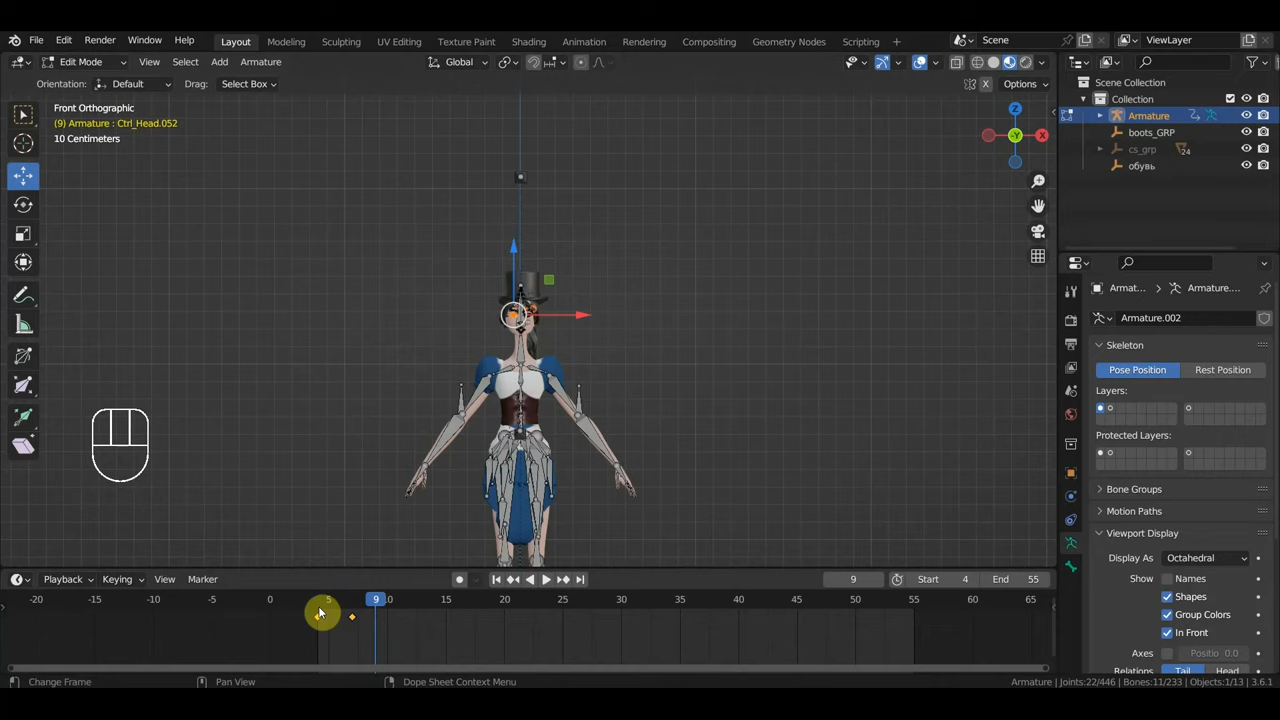 File Edit Render Window Help Layout Modeling Sculpting UV Editing Texture Paint Shading Animation Rendering Compositing Geometry Nodes Scripting + Scene ViewLayer
Edit Mode View Select Add Armature Global
Orientation: Default Drag: Select Box X Options
Front Orthographic
(9) Armature : Ctrl_Head.052
10 Centimeters
Z
-Y
X
Scene Collection
Collection
Armature
boots_GRP
cs_grp 24
обувь
Armat... Armature....
Armature.002
Skeleton
Pose Position Rest Position
Layers:
Protected Layers:
Bone Groups
Motion Paths
Viewport Display
Display As Octahedral
Show Names
Shapes
Group Colors
In Front
Axes Positio 0.0
Relations Tail Head
Playback Keying View Marker 9 Start 4 End 55
-20 -15 -10 -5 0 5 9 10 15 20 25 30 35 40 45 50 55 60 65
Change Frame Pan View Dope Sheet Context Menu Armature | Joints:22/446 | Bones:11/233 | Objects:1/13 | 3.6.1